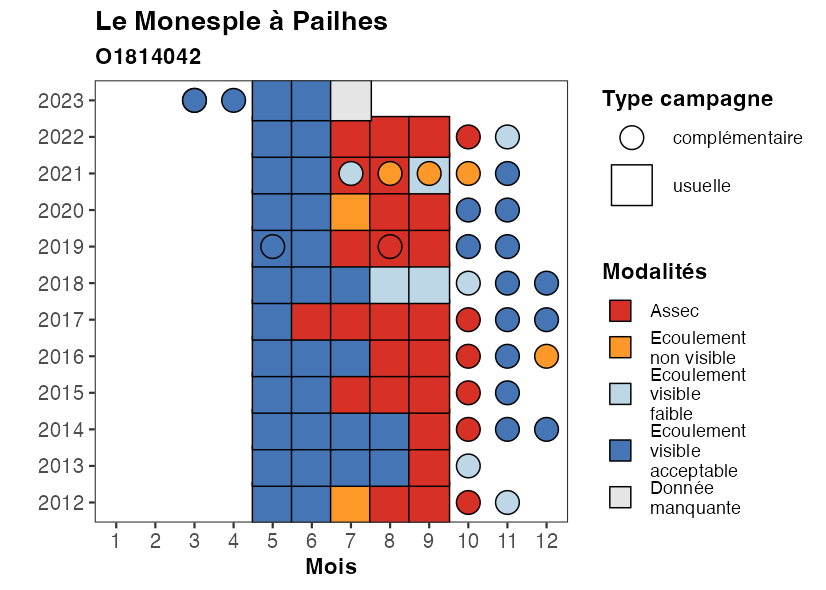 Le Monesple à Pailhes
O1814042
2023
2022
2021
2020
2019
2018
2017
2016
2015
2014
2013
2012
1 2 3 4 5 6 7 8 9 10 11 12
Mois
Type campagne
complémentaire
usuelle
Modalités
Assec
Ecoulement
non visible
Ecoulement
visible
faible
Ecoulement
visible
acceptable
Donnée
manquante